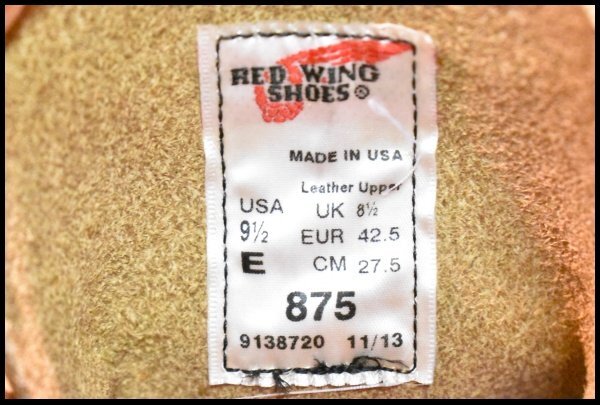 RED WING
SHOES®
MADE IN USA
Leather Upper
USA UK 8½
9½ EUR 42.5
E CM 27.5
875
9138720 11/13